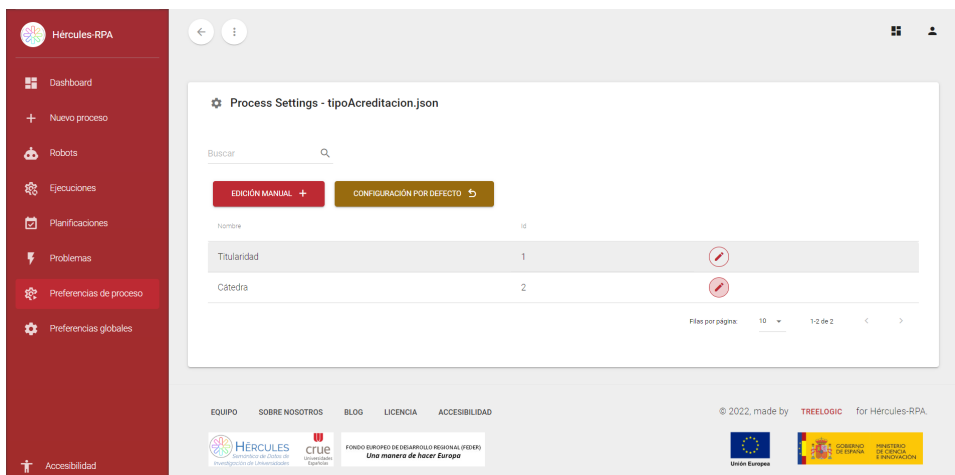 Hércules-RPA
Dashboard
Nuevo proceso
Robots
Ejecuciones
Planificaciones
Problemas
Preferencias de proceso
Preferencias globales
Accesibilidad
Process Settings - tipoAcreditacion.json
Buscar
EDICIÓN MANUAL
CONFIGURACIÓN POR DEFECTO
Nombre Id
Titularidad 1
Cátedra 2
Filas por página: 10 1-2 de 2
EQUIPO SOBRE NOSOTROS BLOG LICENCIA ACCESIBILIDAD
© 2022, made by TREELOGIC for Hércules-RPA.
HÉRCULES
Semántica de Datos de
Investigación de Universidades
crue
Universidades
Españolas
FONDO EUROPEO DE DESARROLLO REGIONAL (FEDER)
Una manera de hacer Europa
Unión Europea
GOBIERNO
DE ESPAÑA
MINISTERIO
DE CIENCIA
E INNOVACIÓN